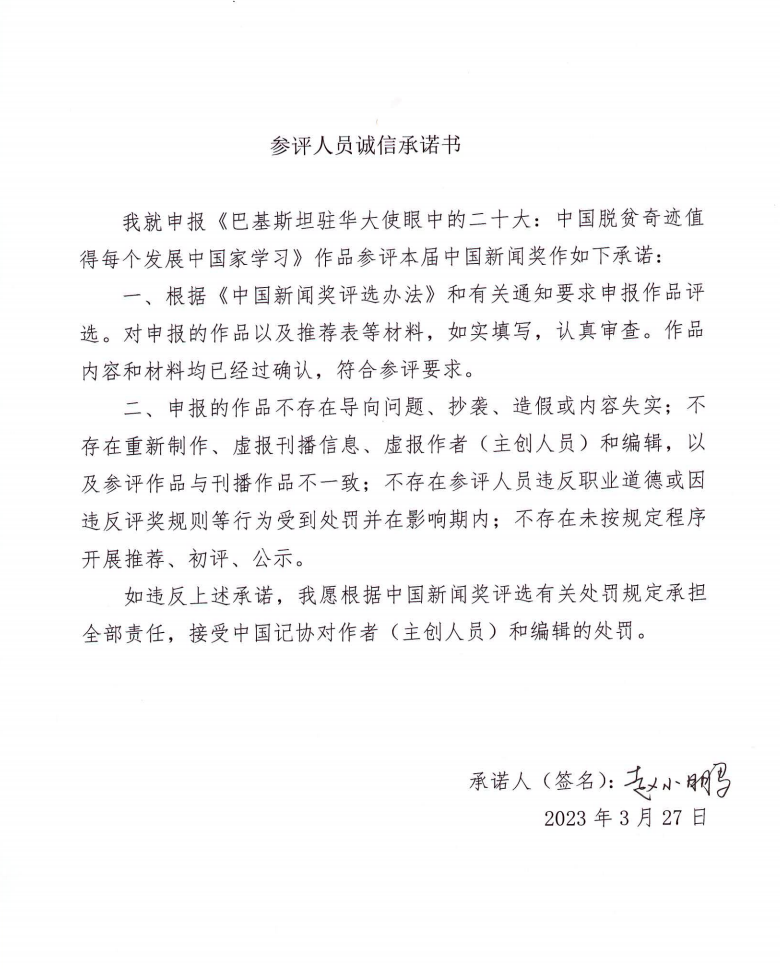 参评人员诚信承诺书
我就申报《巴基斯坦驻华大使眼中的二十大：中国脱贫奇迹值
得每个发展中国家学习》作品参评本届中国新闻奖作如下承诺：
一、根据《中国新闻奖评选办法》和有关通知要求申报作品评
选。对申报的作品以及推荐表等材料，如实填写，认真审查。作品
内容和材料均已经过确认，符合参评要求。
二、申报的作品不存在导向问题、抄袭、造假或内容失实；不
存在重新制作、虚报刊播信息、虚报作者（主创人员）和编辑，以
及参评作品与刊播作品不一致；不存在参评人员违反职业道德或因
违反评奖规则等行为受到处罚并在影响期内；不存在未按规定程序
开展推荐、初评、公示。
如违反上述承诺，我愿根据中国新闻奖评选有关处罚规定承担
全部责任，接受中国记协对作者（主创人员）和编辑的处罚。
承诺人（签名）：赵小鹏
2023 年 3 月 27 日